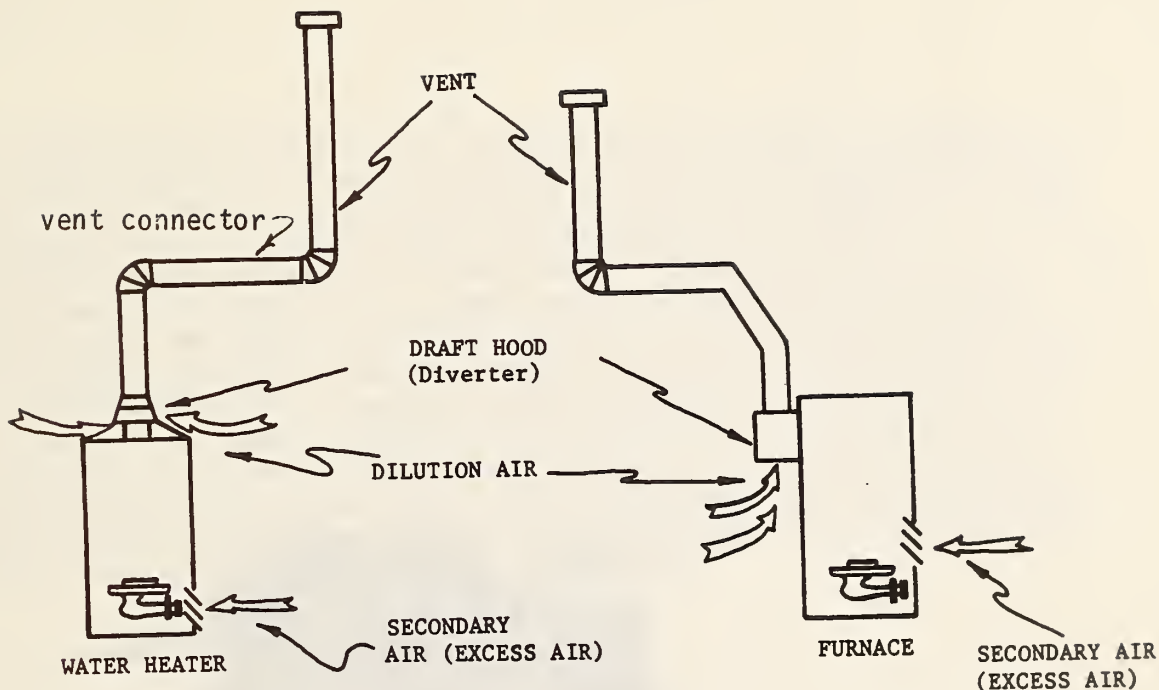 VENT
vent connector
DRAFT HOOD
(Diverter)
DILUTION AIR
SECONDARY
AIR (EXCESS AIR)
WATER HEATER
FURNACE
SECONDARY AIR
(EXCESS AIR)